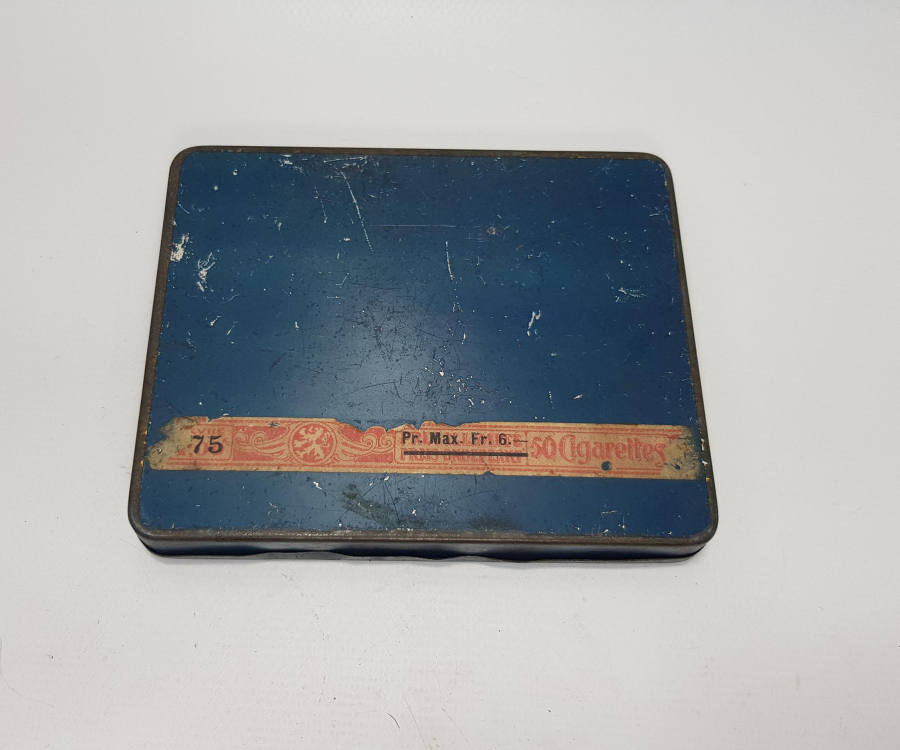 75
Pr. Max. Fr. 6.—
50 Cigarettes